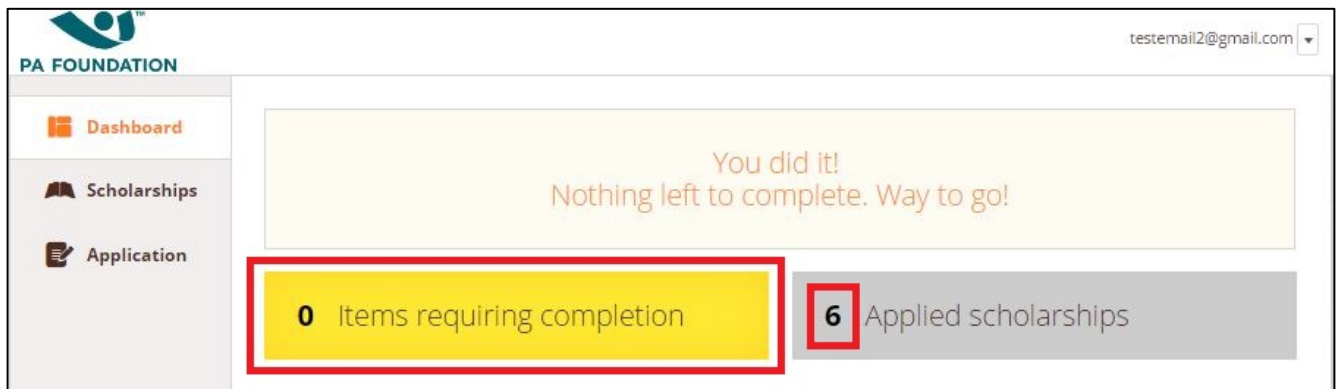 TM
PA FOUNDATION
testemail2@gmail.com
Dashboard
Scholarships
Application
You did it!
Nothing left to complete. Way to go!
0 Items requiring completion
6 Applied scholarships